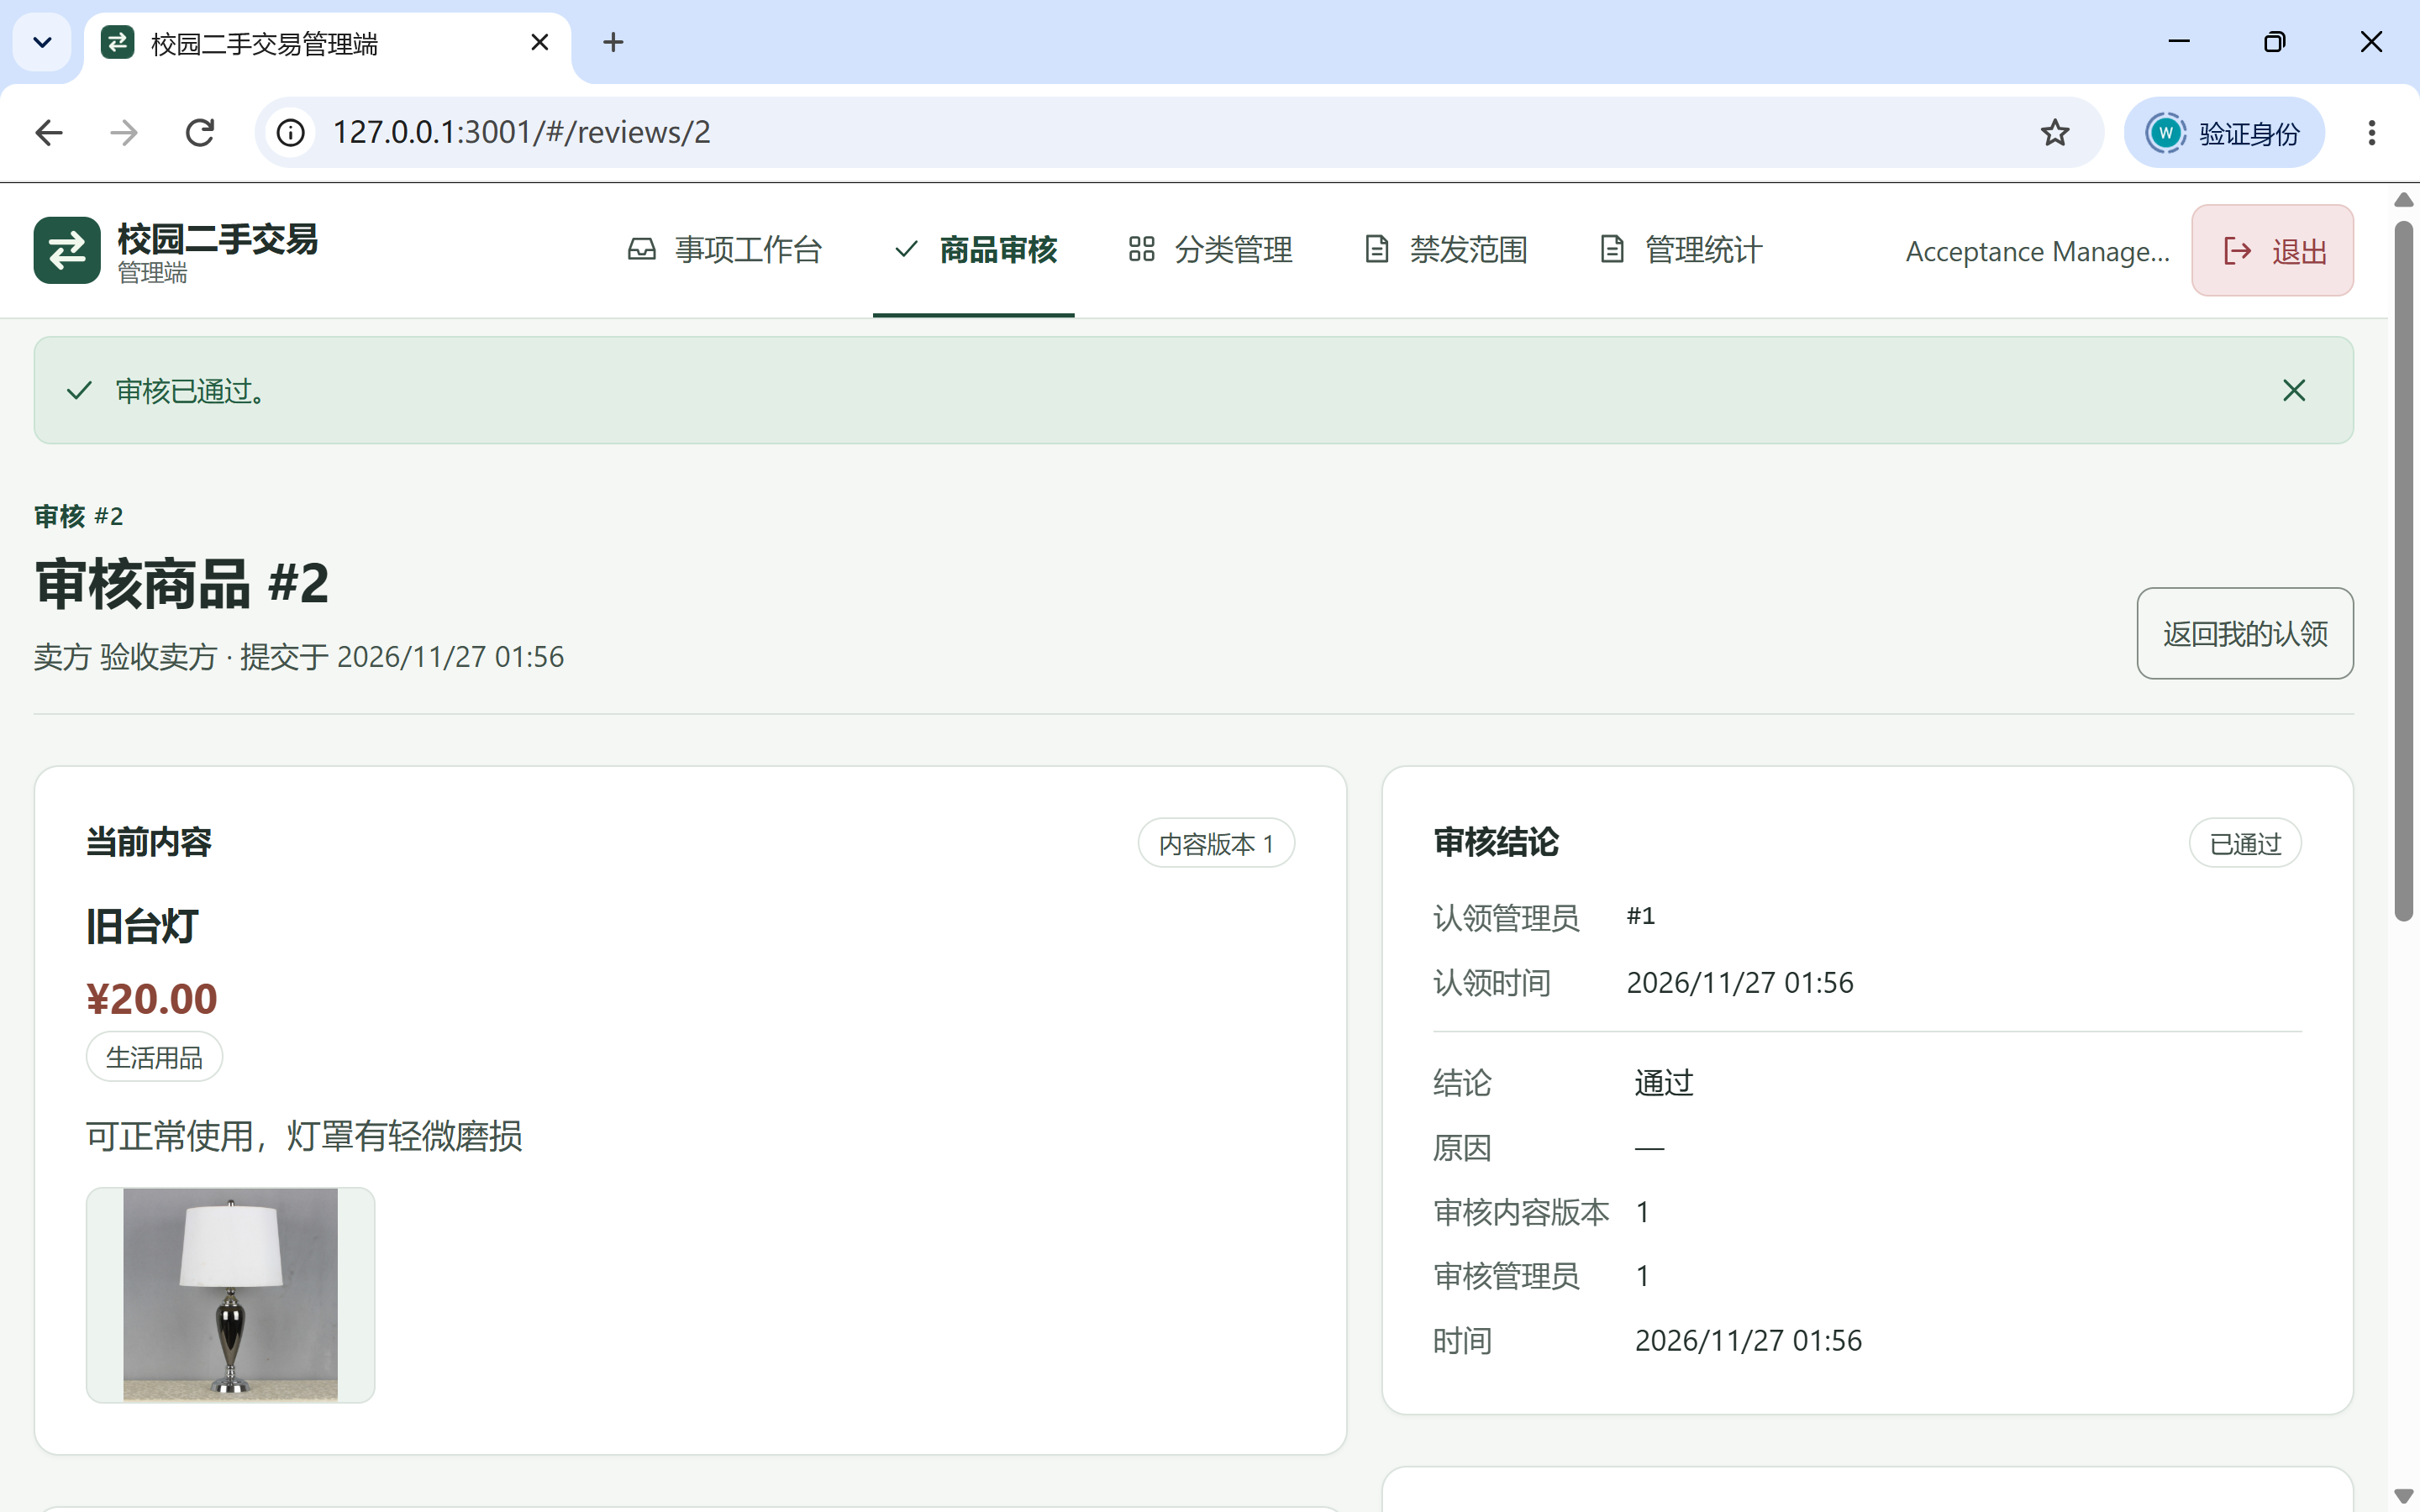 校园二手交易管理端
127.0.0.1:3001/#/reviews/2
W 验证身份
校园二手交易
管理端
事项工作台
商品审核
分类管理
禁发范围
管理统计
Acceptance Manage...
退出
审核已通过。
审核 #2
审核商品 #2
卖方 验收卖方 · 提交于 2026/11/27 01:56
返回我的认领
当前内容
内容版本 1
旧台灯
¥20.00
生活用品
可正常使用，灯罩有轻微磨损
审核结论
已通过
认领管理员 #1
认领时间 2026/11/27 01:56
结论 通过
原因 —
审核内容版本 1
审核管理员 1
时间 2026/11/27 01:56